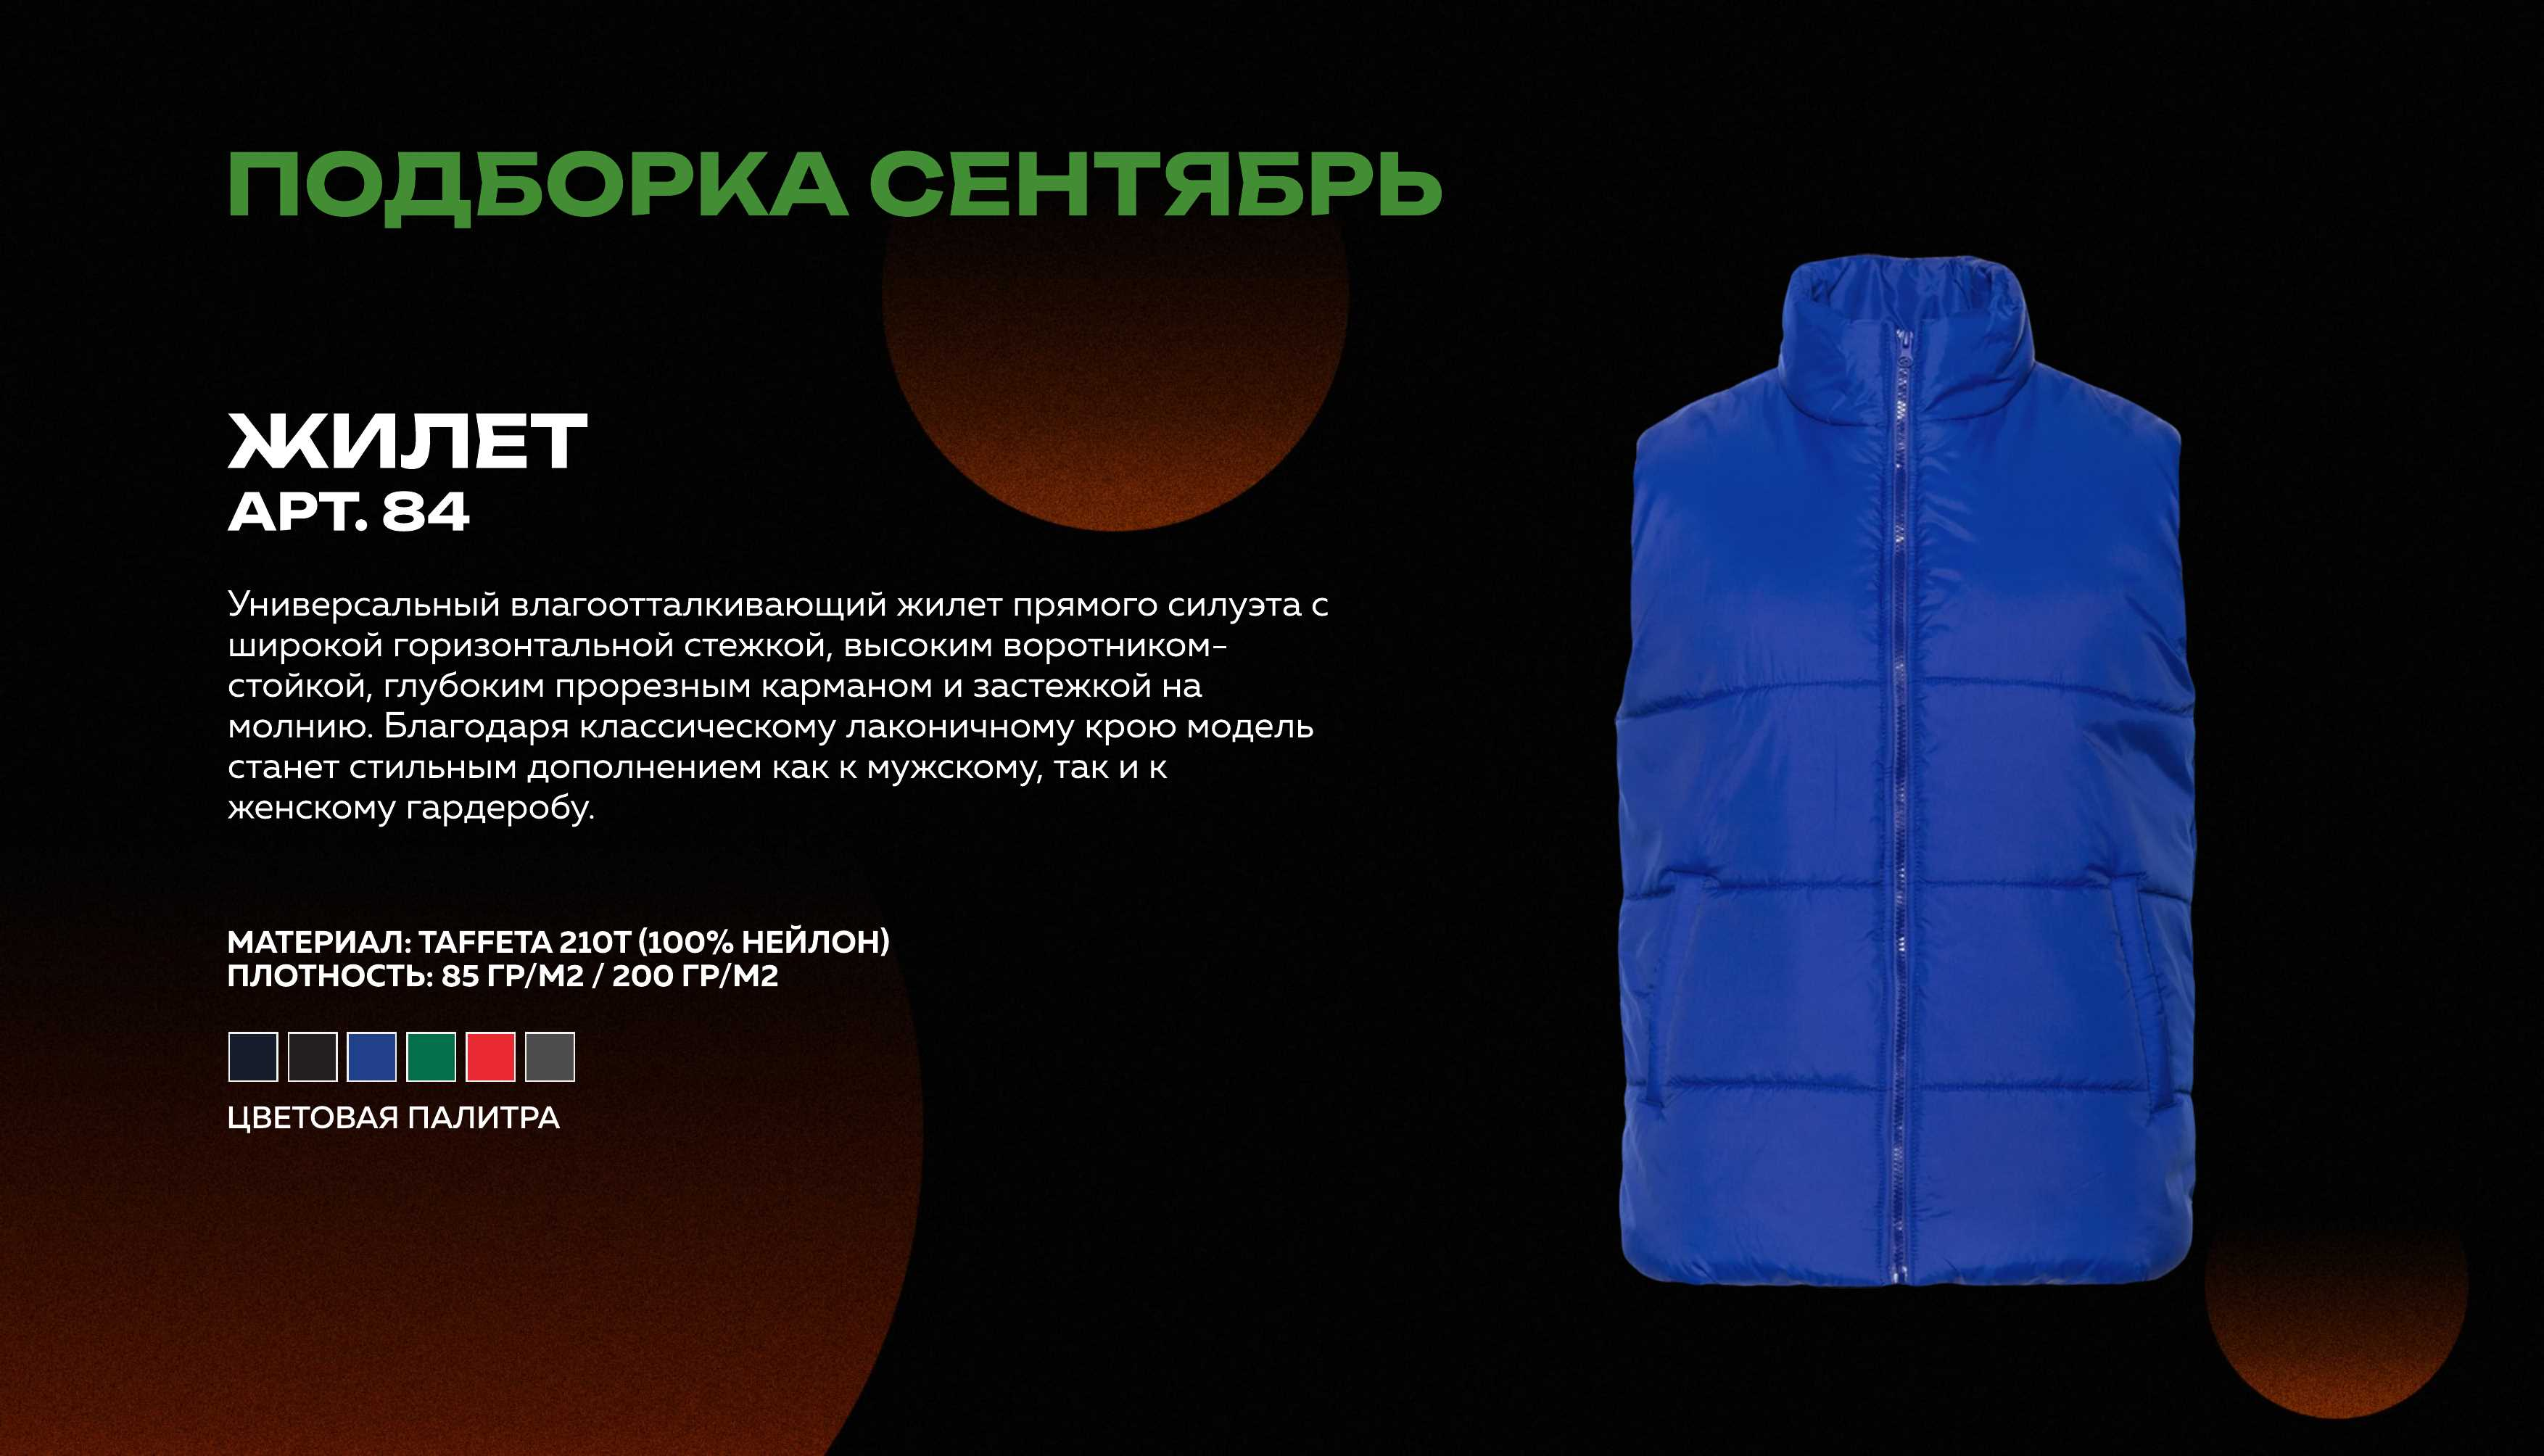 ПОДБОРКА СЕНТЯБРЬ
ЖИЛЕТ
АРТ. 84
Универсальный влагоотталкивающий жилет прямого силуэта с
широкой горизонтальной стежкой, высоким воротником-
стойкой, глубоким прорезным карманом и застежкой на
молнию. Благодаря классическому лаконичному крою модель
станет стильным дополнением как к мужскому, так и к
женскому гардеробу.
МАТЕРИАЛ: TAFFETA 210T (100% НЕЙЛОН)
ПЛОТНОСТЬ: 85 ГР/М2 / 200 ГР/М2
ЦВЕТОВАЯ ПАЛИТРА